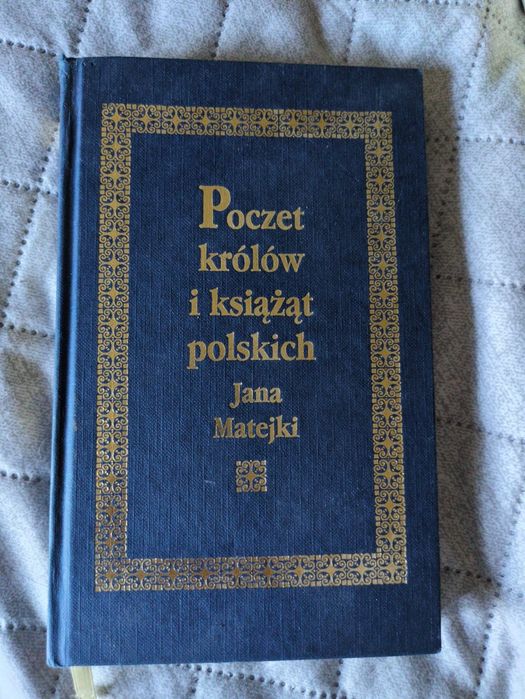 Poczet
królów
i książąt
polskich
Jana
Matejki